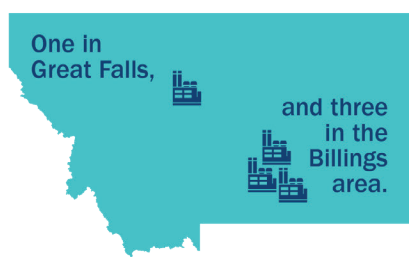 One in
Great Falls,
and three
in the
Billings
area.